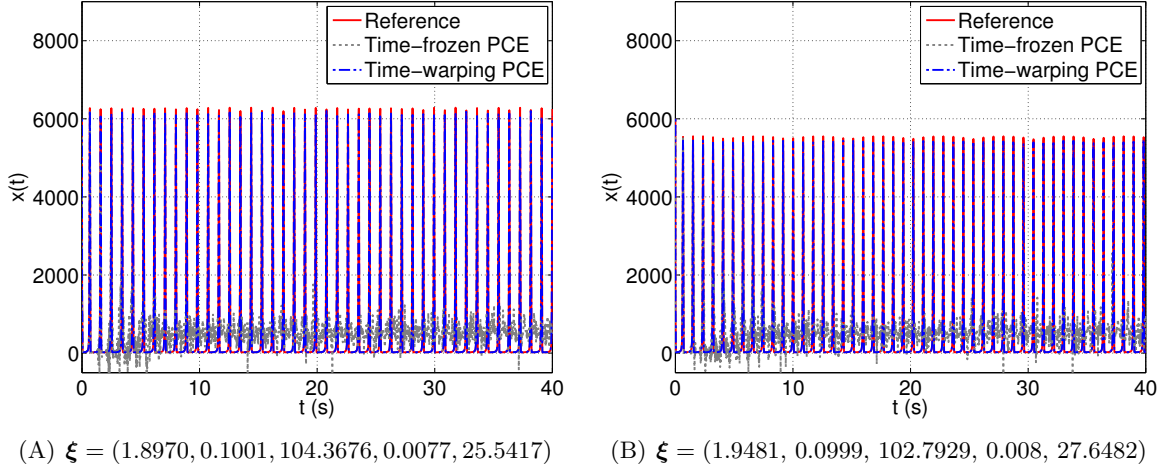 Reference
Time-frozen PCE
Time-warping PCE
8000
6000
4000
2000
0
x(t)
0 10 20 30 40
t (s)
(A) ξ = (1.8970, 0.1001, 104.3676, 0.0077, 25.5417)
Reference
Time-frozen PCE
Time-warping PCE
8000
6000
4000
2000
0
x(t)
0 10 20 30 40
t (s)
(B) ξ = (1.9481, 0.0999, 102.7929, 0.008, 27.6482)